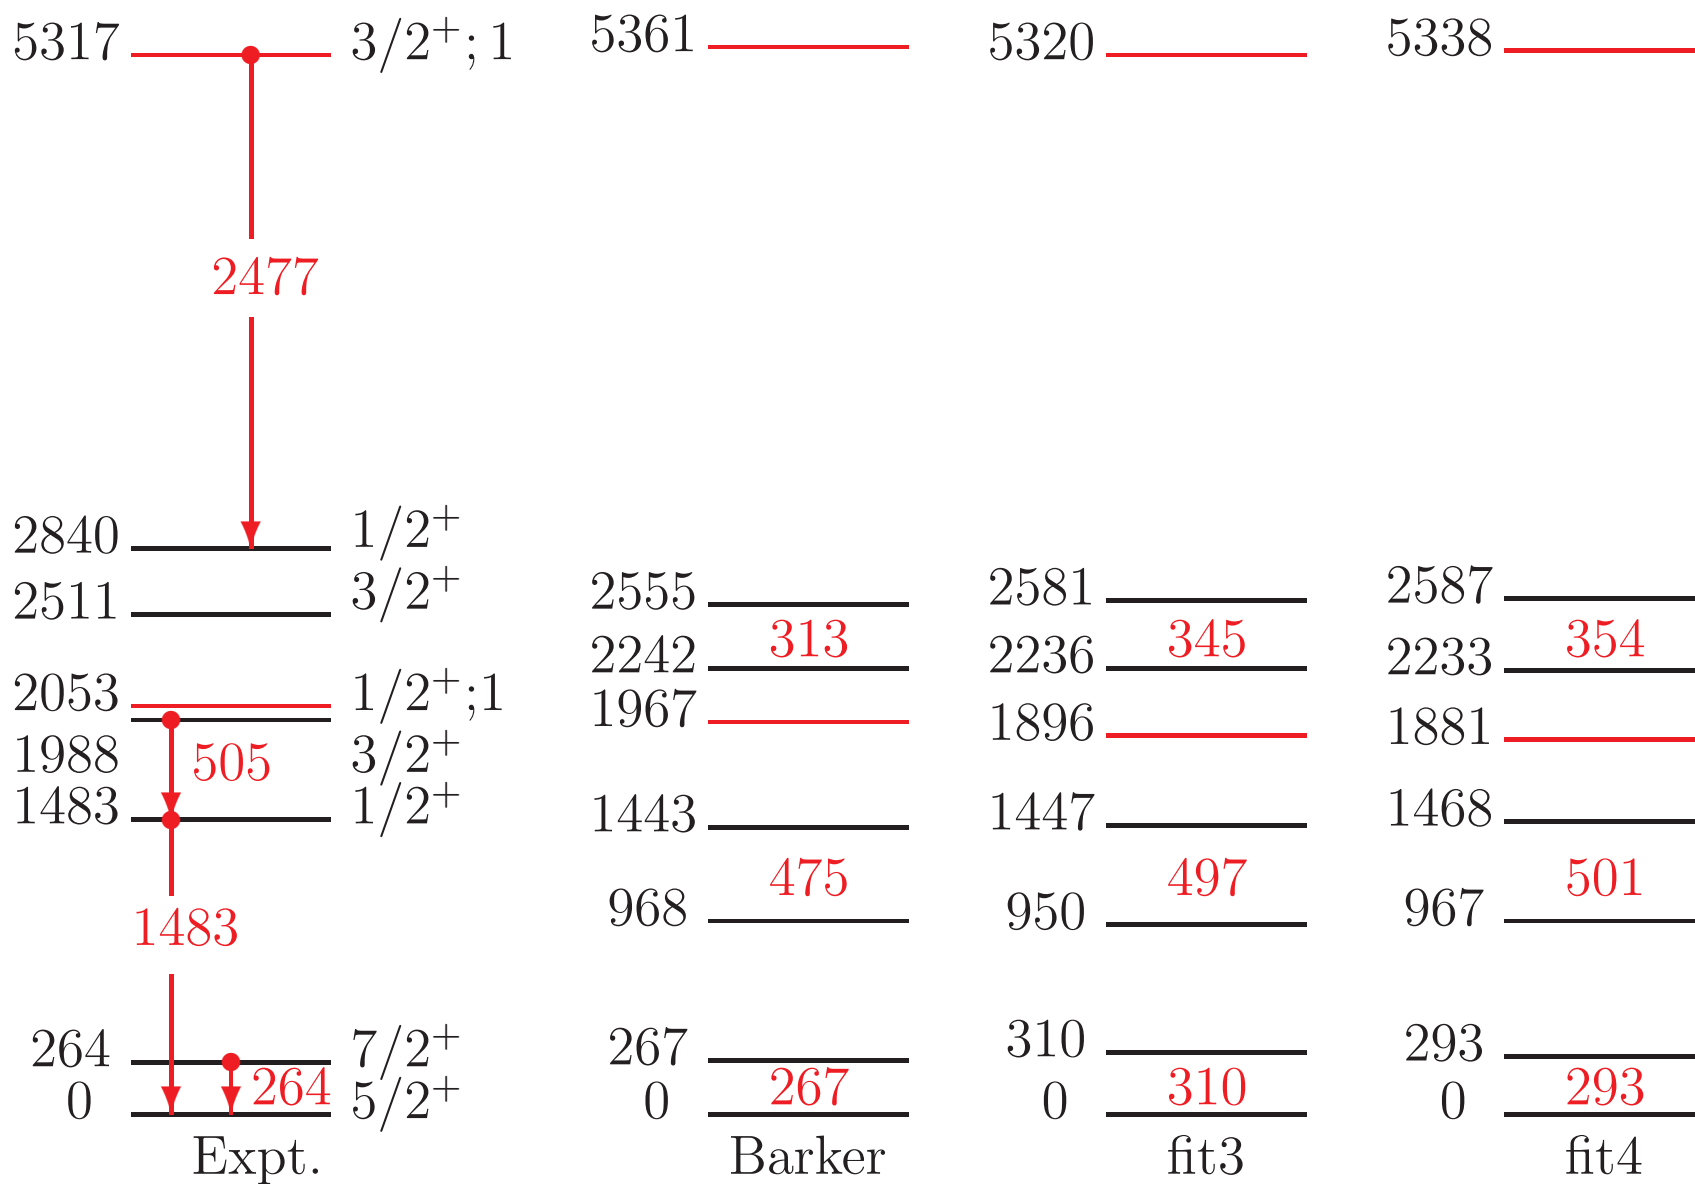 5317 3/2⁺; 1 5361 5320 5338
2477
2840 1/2⁺
2511 3/2⁺ 2555 2581 2587
313 345 354
2242 2236 2233
2053 1/2⁺;1 1967 1896 1881
1988 505 3/2⁺
1483 1/2⁺ 1443 1447 1468
475 497 501
968 950 967
1483
264 7/2⁺ 267 310 293
264 267 310 293
0 5/2⁺ 0 0 0
Expt. Barker fit3 fit4